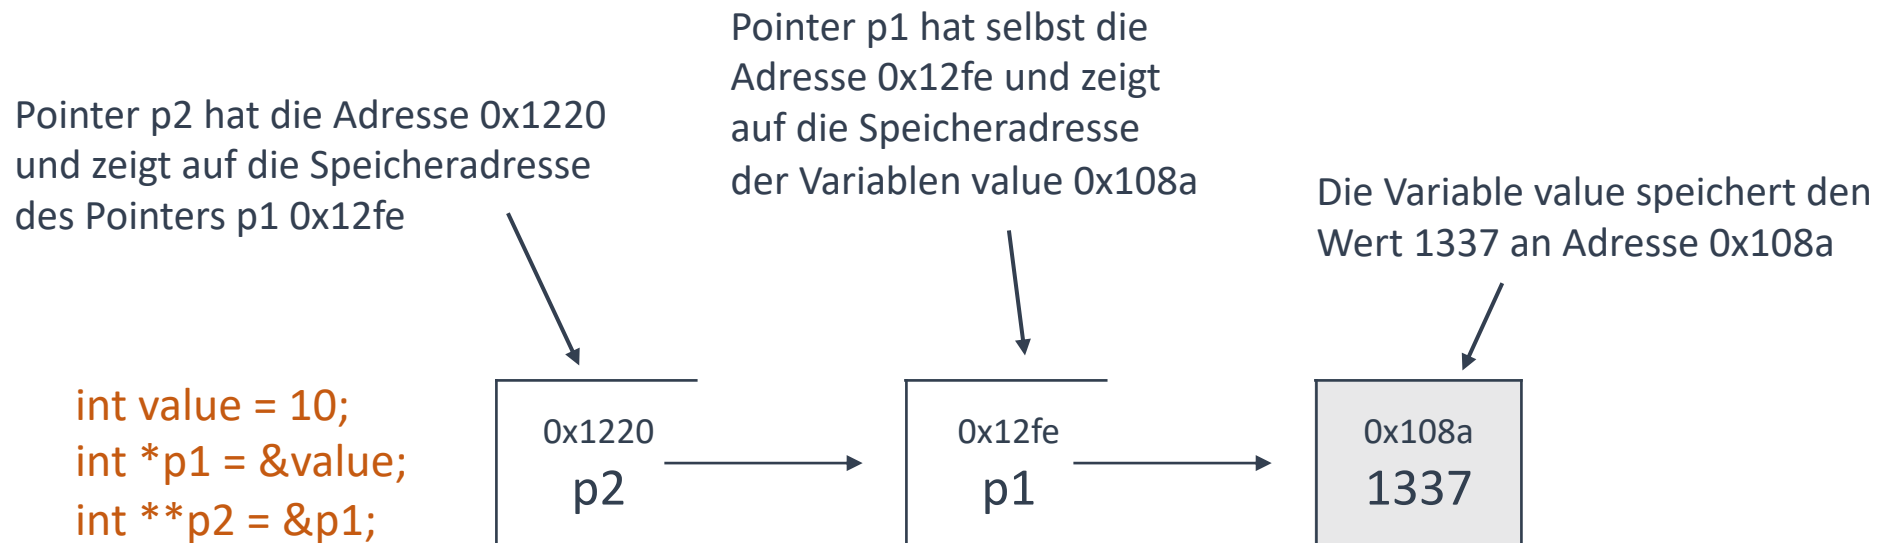 Pointer p2 hat die Adresse 0x1220
und zeigt auf die Speicheradresse
des Pointers p1 0x12fe
Pointer p1 hat selbst die
Adresse 0x12fe und zeigt
auf die Speicheradresse
der Variablen value 0x108a
Die Variable value speichert den
Wert 1337 an Adresse 0x108a
int value = 10;
int *p1 = &value;
int **p2 = &p1;
0x1220
p2
0x12fe
p1
0x108a
1337